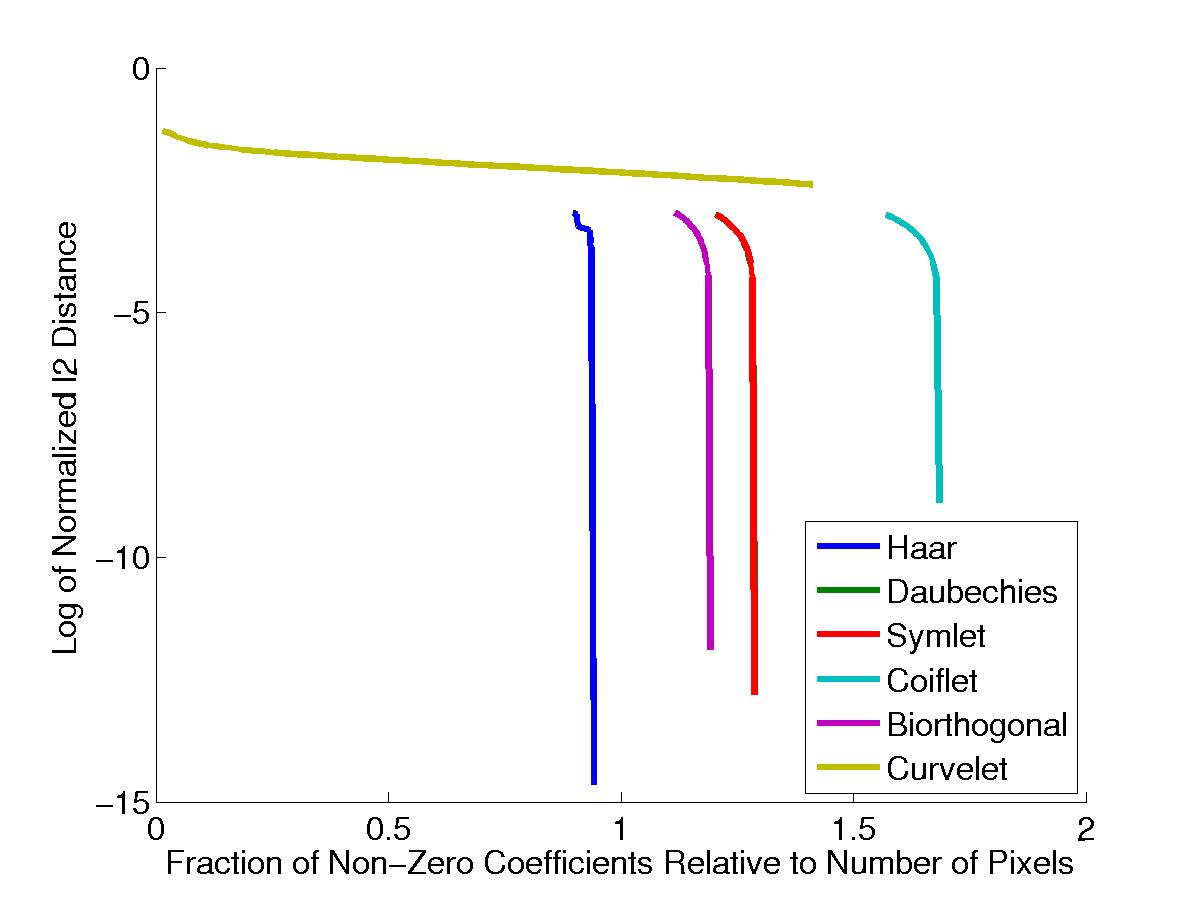 0
−5
−10
−15
Log of Normalized l2 Distance
0
0.5
1
1.5
2
Fraction of Non−Zero Coefficients Relative to Number of Pixels
Haar
Daubechies
Symlet
Coiflet
Biorthogonal
Curvelet